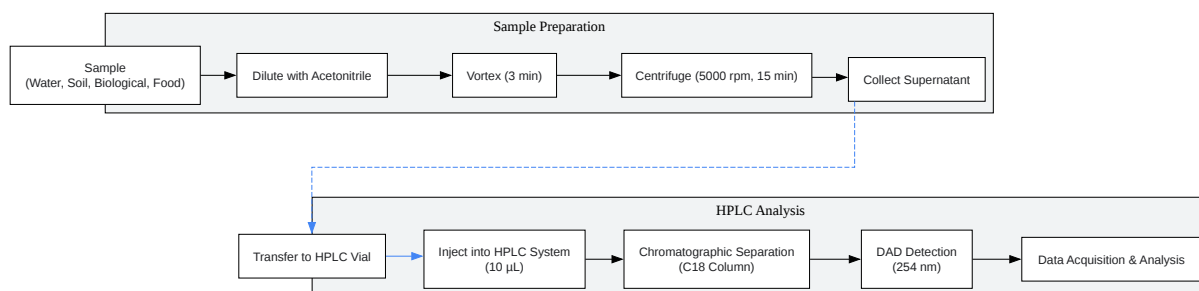 Sample Preparation
Sample
(Water, Soil, Biological, Food)
Dilute with Acetonitrile
Vortex (3 min)
Centrifuge (5000 rpm, 15 min)
Collect Supernatant
HPLC Analysis
Transfer to HPLC Vial
Inject into HPLC System
(10 µL)
Chromatographic Separation
(C18 Column)
DAD Detection
(254 nm)
Data Acquisition & Analysis